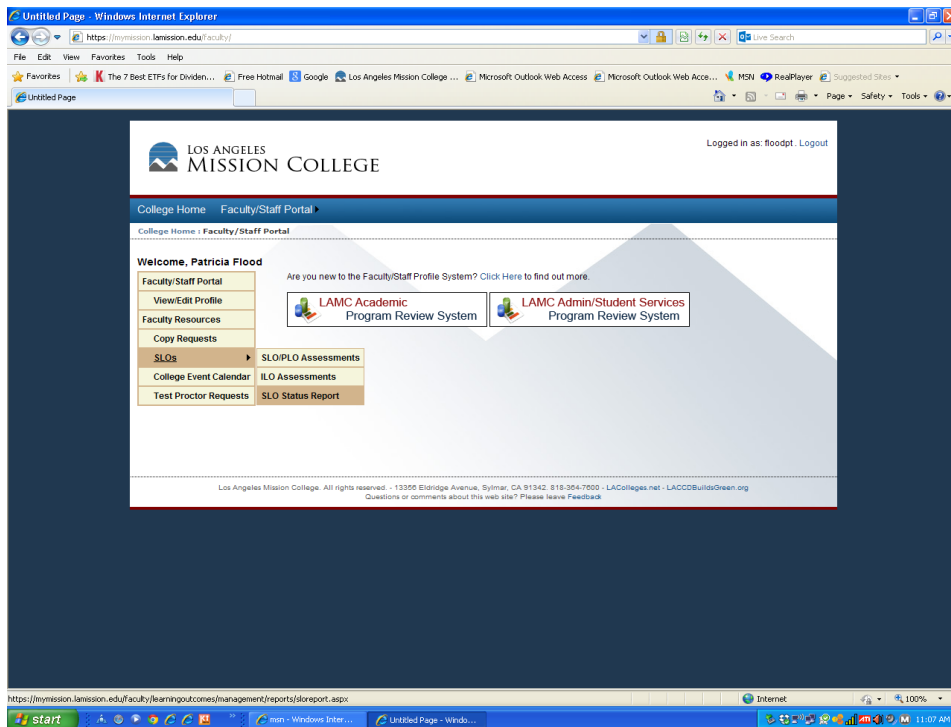 Untitled Page - Windows Internet Explorer
https://mymission.lamission.edu/faculty/
Live Search
File Edit View Favorites Tools Help
Favorites The 7 Best ETFs for Dividen... Free Hotmail Google Los Angeles Mission College ... Microsoft Outlook Web Access Microsoft Outlook Web Acce... MSN RealPlayer Suggested Sites
Untitled Page
Page Safety Tools
LOS ANGELES
MISSION COLLEGE
Logged in as: floodpt . Logout
College Home Faculty/Staff Portal
College Home : Faculty/Staff Portal
Welcome, Patricia Flood
Are you new to the Faculty/Staff Profile System? Click Here to find out more.
Faculty/Staff Portal
View/Edit Profile
Faculty Resources
Copy Requests
SLOs
College Event Calendar
Test Proctor Requests
LAMC Academic
Program Review System
LAMC Admin/Student Services
Program Review System
SLO/PLO Assessments
ILO Assessments
SLO Status Report
Los Angeles Mission College. All rights reserved. - 13356 Eldridge Avenue, Sylmar, CA 91342. 818-364-7600 - LAColleges.net - LACCDBuildsGreen.org
Questions or comments about this web site? Please leave Feedback
https://mymission.lamission.edu/faculty/learningoutcomes/management/reports/sloreport.aspx
Internet
100%
start
msn - Windows Inter...
Untitled Page - Windo...
11:07 AM